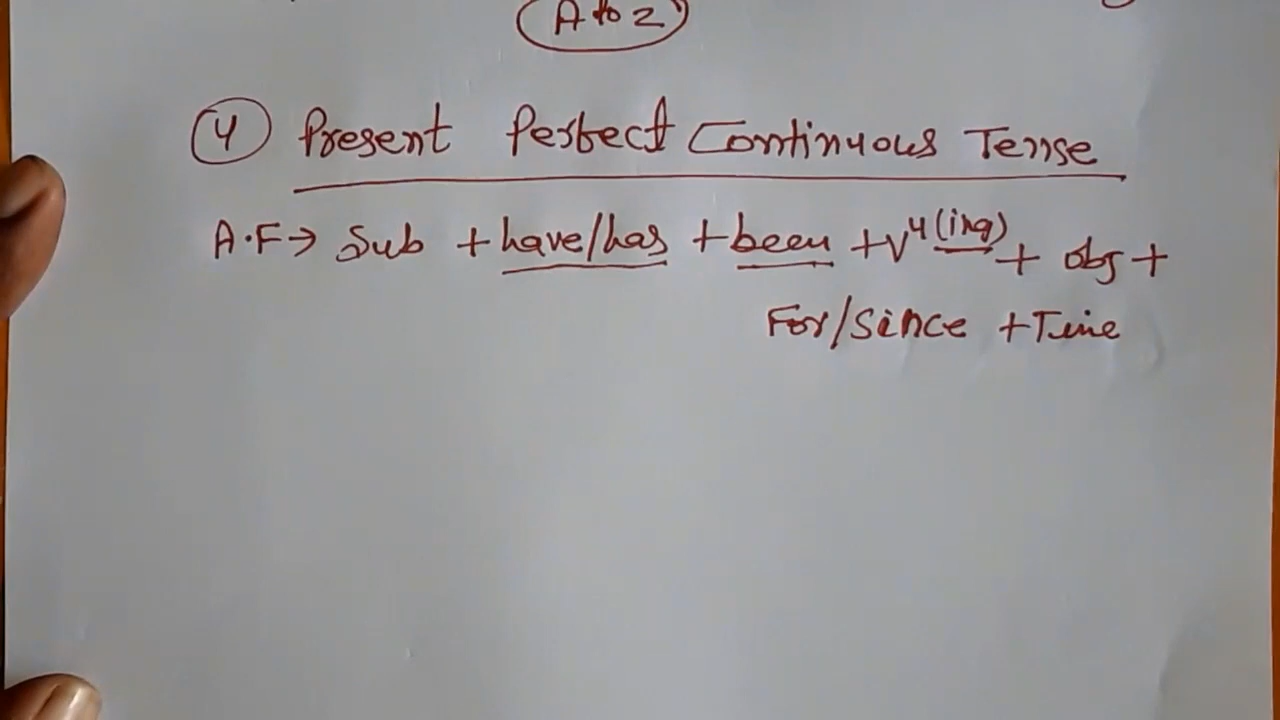 A to Z
④ Present Perfect Continuous Tense
A.F→ Sub + have/has + been + V⁴(ing) + obj +
For/Since + Time